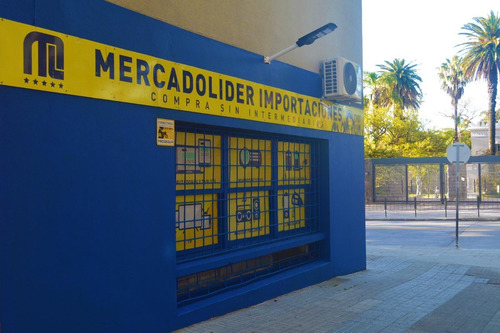 ML
MERCADOLIDER IMPORTACIONES
COMPRA SIN INTERMEDIARIOS